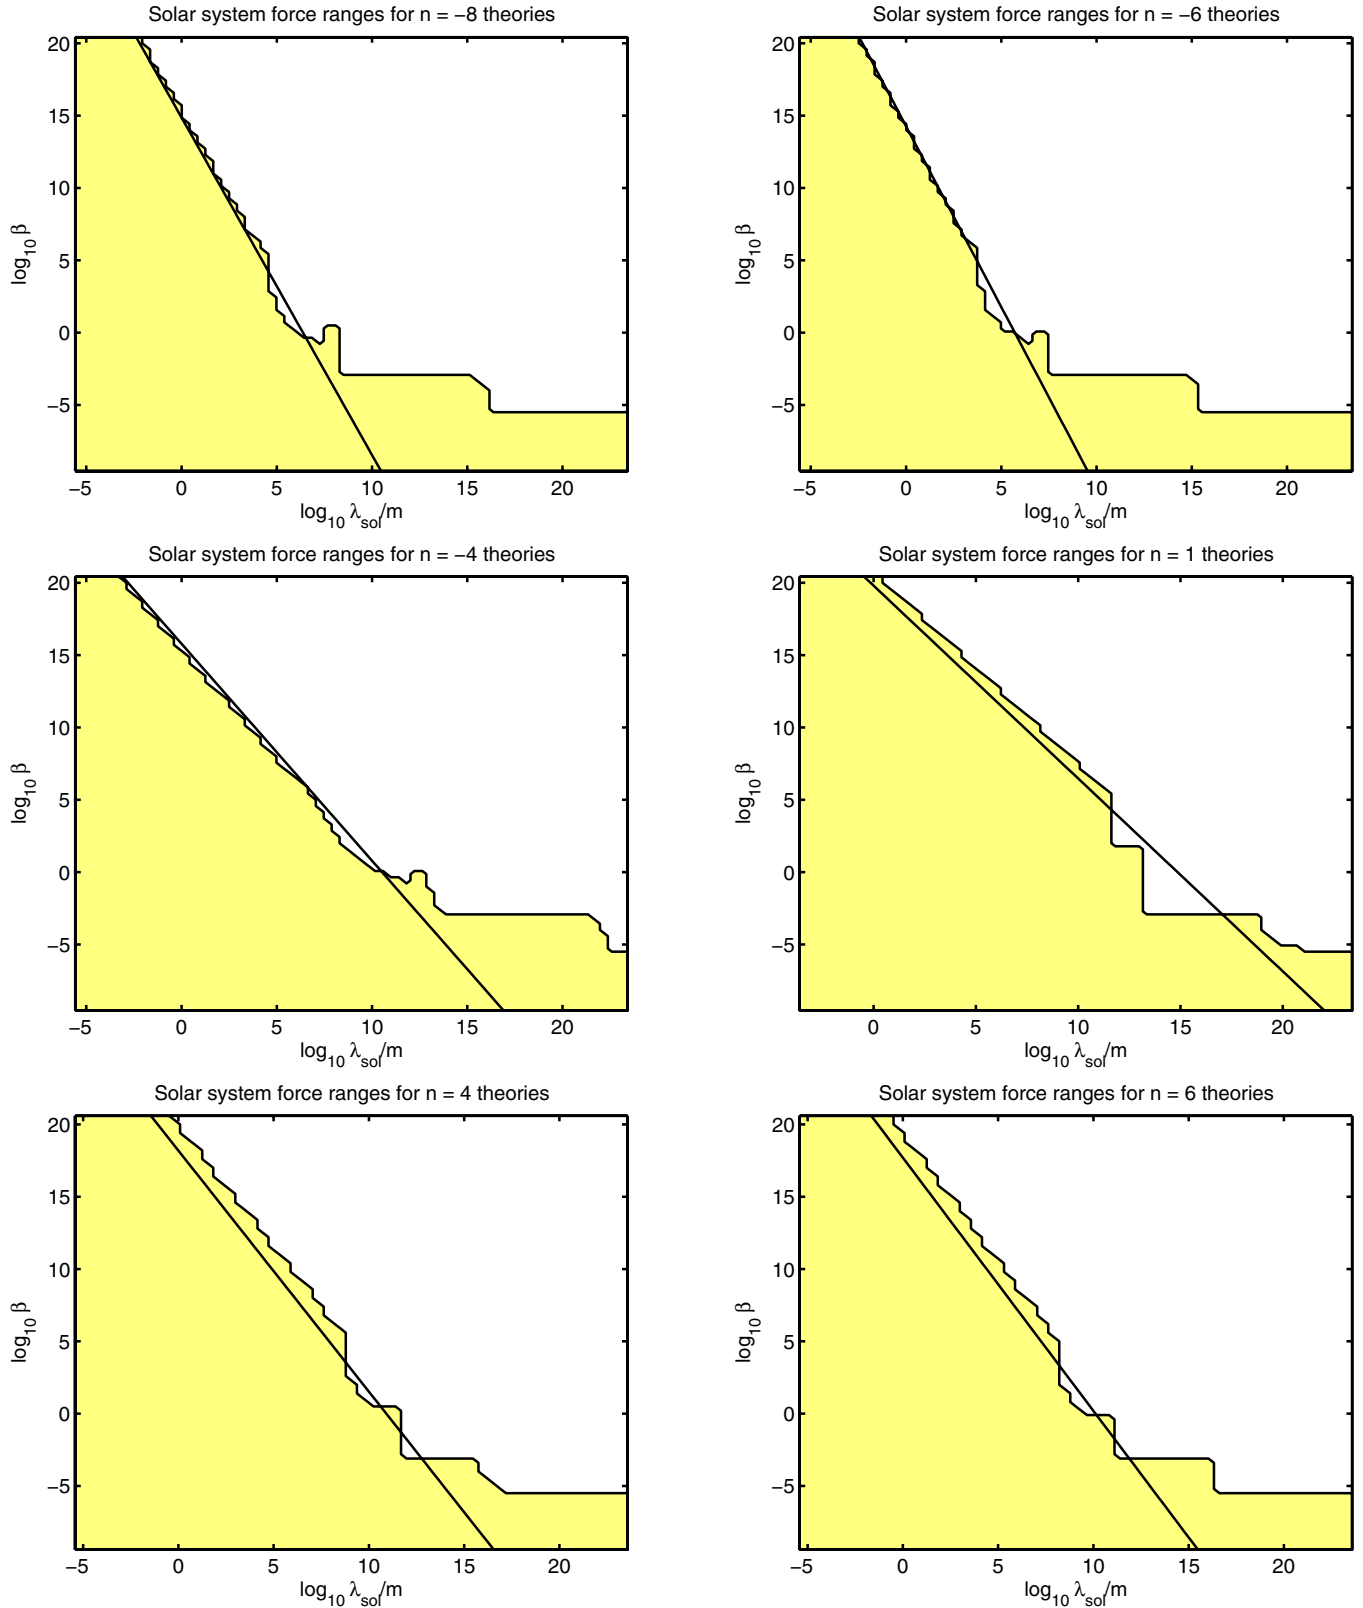 Solar system force ranges for n = −8 theories
20
15
10
5
0
−5
log10 β
−5 0 5 10 15 20
log10 λsol/m
Solar system force ranges for n = −6 theories
20
15
10
5
0
−5
log10 β
−5 0 5 10 15 20
log10 λsol/m
Solar system force ranges for n = −4 theories
20
15
10
5
0
−5
log10 β
−5 0 5 10 15 20
log10 λsol/m
Solar system force ranges for n = 1 theories
20
15
10
5
0
−5
log10 β
0 5 10 15 20
log10 λsol/m
Solar system force ranges for n = 4 theories
20
15
10
5
0
−5
log10 β
−5 0 5 10 15 20
log10 λsol/m
Solar system force ranges for n = 6 theories
20
15
10
5
0
−5
log10 β
−5 0 5 10 15 20
log10 λsol/m